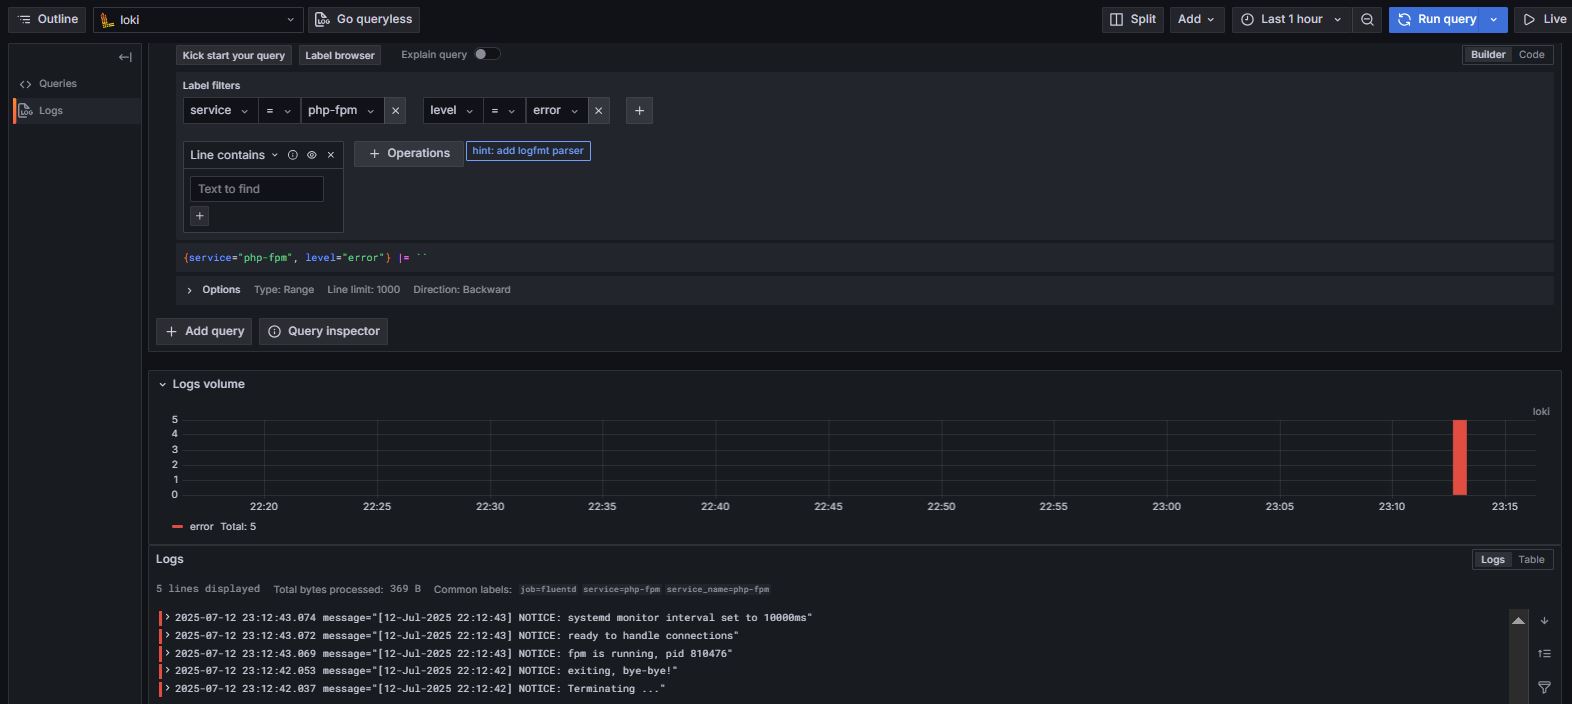 Outline loki Go queryless Split Add Last 1 hour Run query Live
Kick start your query Label browser Explain query Builder Code
Queries
Logs
Label filters
service = php-fpm × level = error × +
Line contains × + Operations hint: add logfmt parser
Text to find
+
{service="php-fpm", level="error"} |= ``
Options Type: Range Line limit: 1000 Direction: Backward
+ Add query Query inspector
Logs volume
loki
5
4
3
2
1
0
22:20 22:25 22:30 22:35 22:40 22:45 22:50 22:55 23:00 23:05 23:10 23:15
error Total: 5
Logs Logs Table
5 lines displayed Total bytes processed: 369 B Common labels: job=fluentd service=php-fpm service_name=php-fpm
2025-07-12 23:12:43.074 message="[12-Jul-2025 22:12:43] NOTICE: systemd monitor interval set to 10000ms"
2025-07-12 23:12:43.072 message="[12-Jul-2025 22:12:43] NOTICE: ready to handle connections"
2025-07-12 23:12:43.069 message="[12-Jul-2025 22:12:43] NOTICE: fpm is running, pid 810476"
2025-07-12 23:12:42.053 message="[12-Jul-2025 22:12:42] NOTICE: exiting, bye-bye!"
2025-07-12 23:12:42.037 message="[12-Jul-2025 22:12:42] NOTICE: Terminating ..."